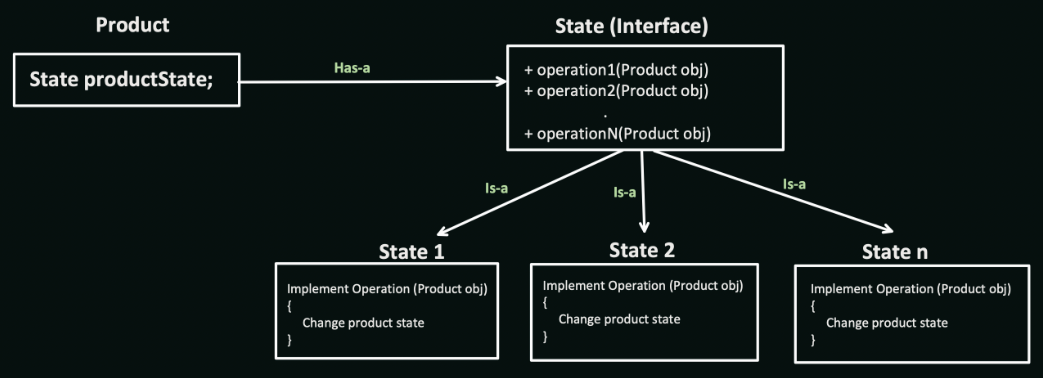 Product
State (Interface)
State productState;
Has-a
+ operation1(Product obj)
+ operation2(Product obj)
.
+ operationN(Product obj)
Is-a
Is-a
Is-a
State 1
State 2
State n
Implement Operation (Product obj)
{
Change product state
}
Implement Operation (Product obj)
{
Change product state
}
Implement Operation (Product obj)
{
Change product state
}